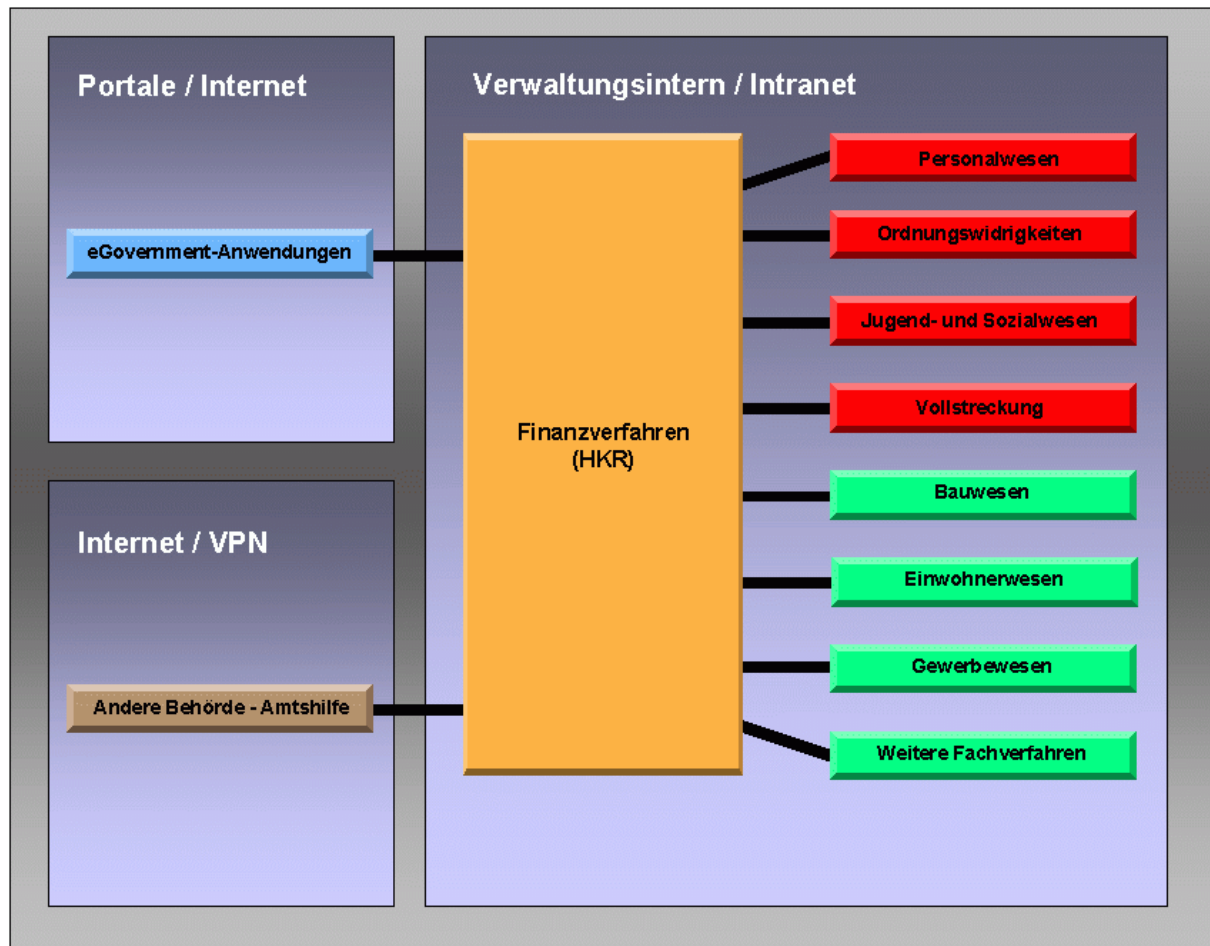 Portale / Internet
eGovernment-Anwendungen
Internet / VPN
Andere Behörde - Amtshilfe
Verwaltungsintern / Intranet
Finanzverfahren
(HKR)
Personalwesen
Ordnungswidrigkeiten
Jugend- und Sozialwesen
Vollstreckung
Bauwesen
Einwohnerwesen
Gewerbewesen
Weitere Fachverfahren